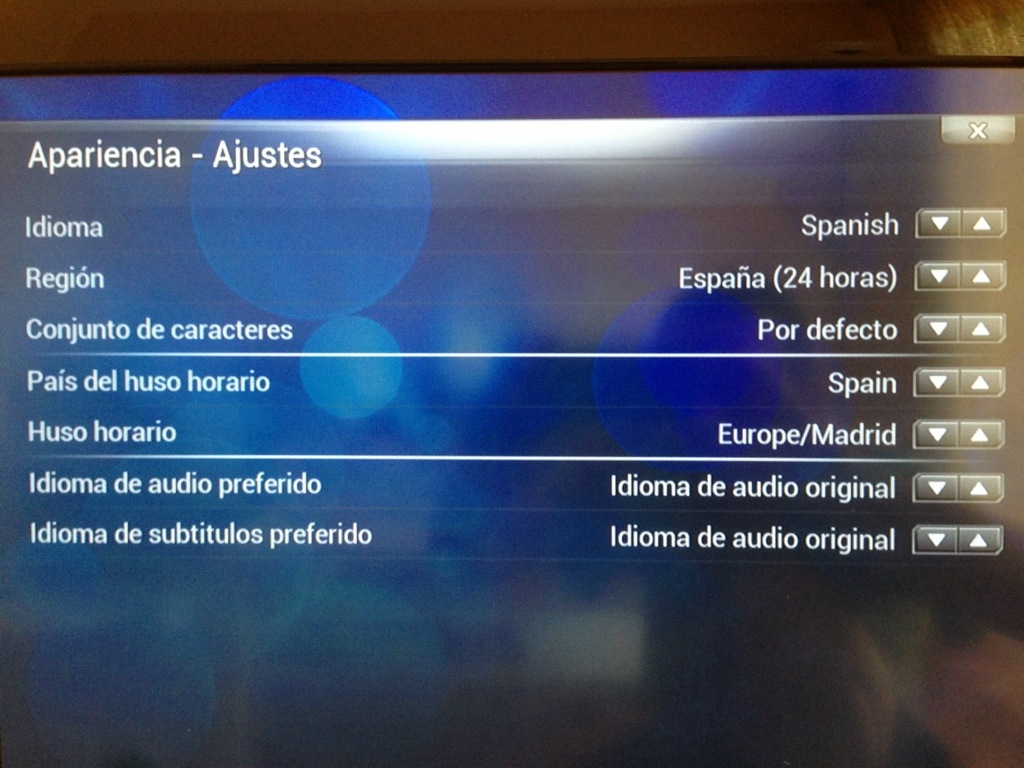 Apariencia - Ajustes
Idioma Spanish
Región España (24 horas)
Conjunto de caracteres Por defecto
País del huso horario Spain
Huso horario Europe/Madrid
Idioma de audio preferido Idioma de audio original
Idioma de subtitulos preferido Idioma de audio original